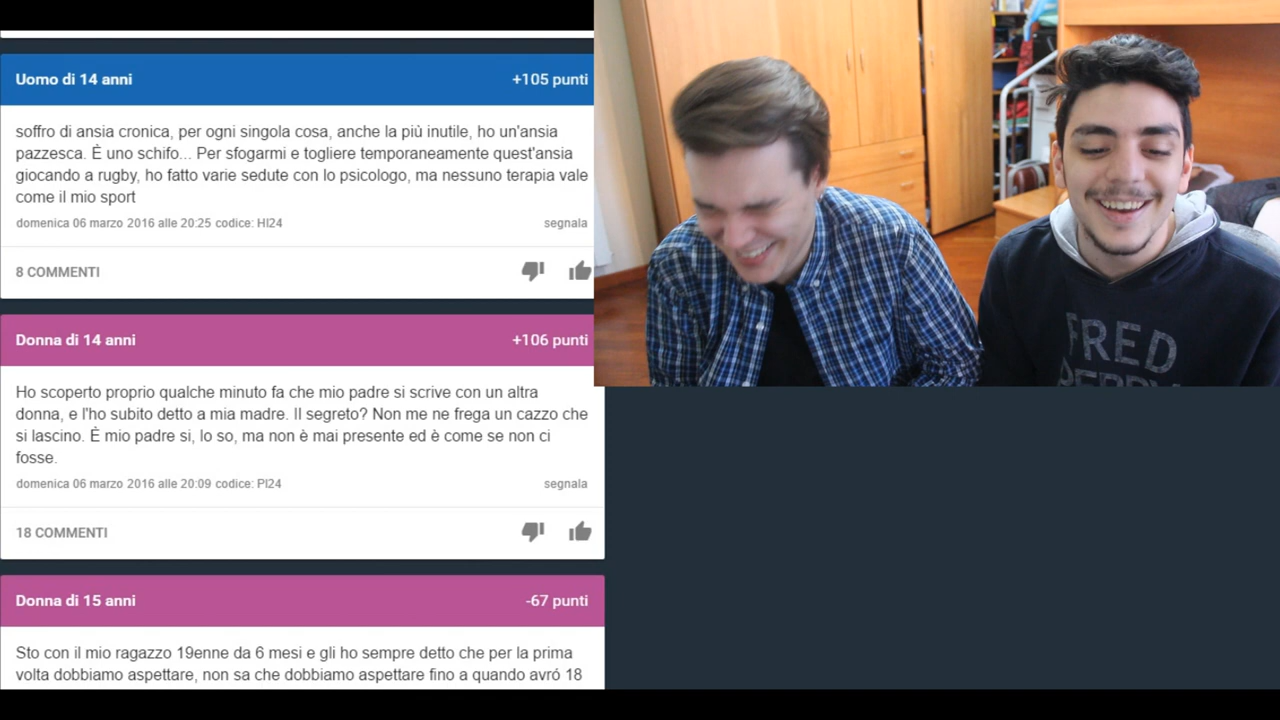 Uomo di 14 anni
+105 punti
soffro di ansia cronica, per ogni singola cosa, anche la più inutile, ho un'ansia
pazzesca. È uno schifo... Per sfogarmi e togliere temporaneamente quest'ansia
giocando a rugby, ho fatto varie sedute con lo psicologo, ma nessuno terapia vale
come il mio sport
domenica 06 marzo 2016 alle 20:25 codice: HI24
segnala
8 COMMENTI
Donna di 14 anni
+106 punti
Ho scoperto proprio qualche minuto fa che mio padre si scrive con un altra
donna, e l'ho subito detto a mia madre. Il segreto? Non me ne frega un cazzo che
si lascino. È mio padre si, lo so, ma non è mai presente ed è come se non ci
fosse.
domenica 06 marzo 2016 alle 20:09 codice: PI24
segnala
18 COMMENTI
Donna di 15 anni
-67 punti
Sto con il mio ragazzo 19enne da 6 mesi e gli ho sempre detto che per la prima
volta dobbiamo aspettare, non sa che dobbiamo aspettare fino a quando avró 18
FRED
PERRY